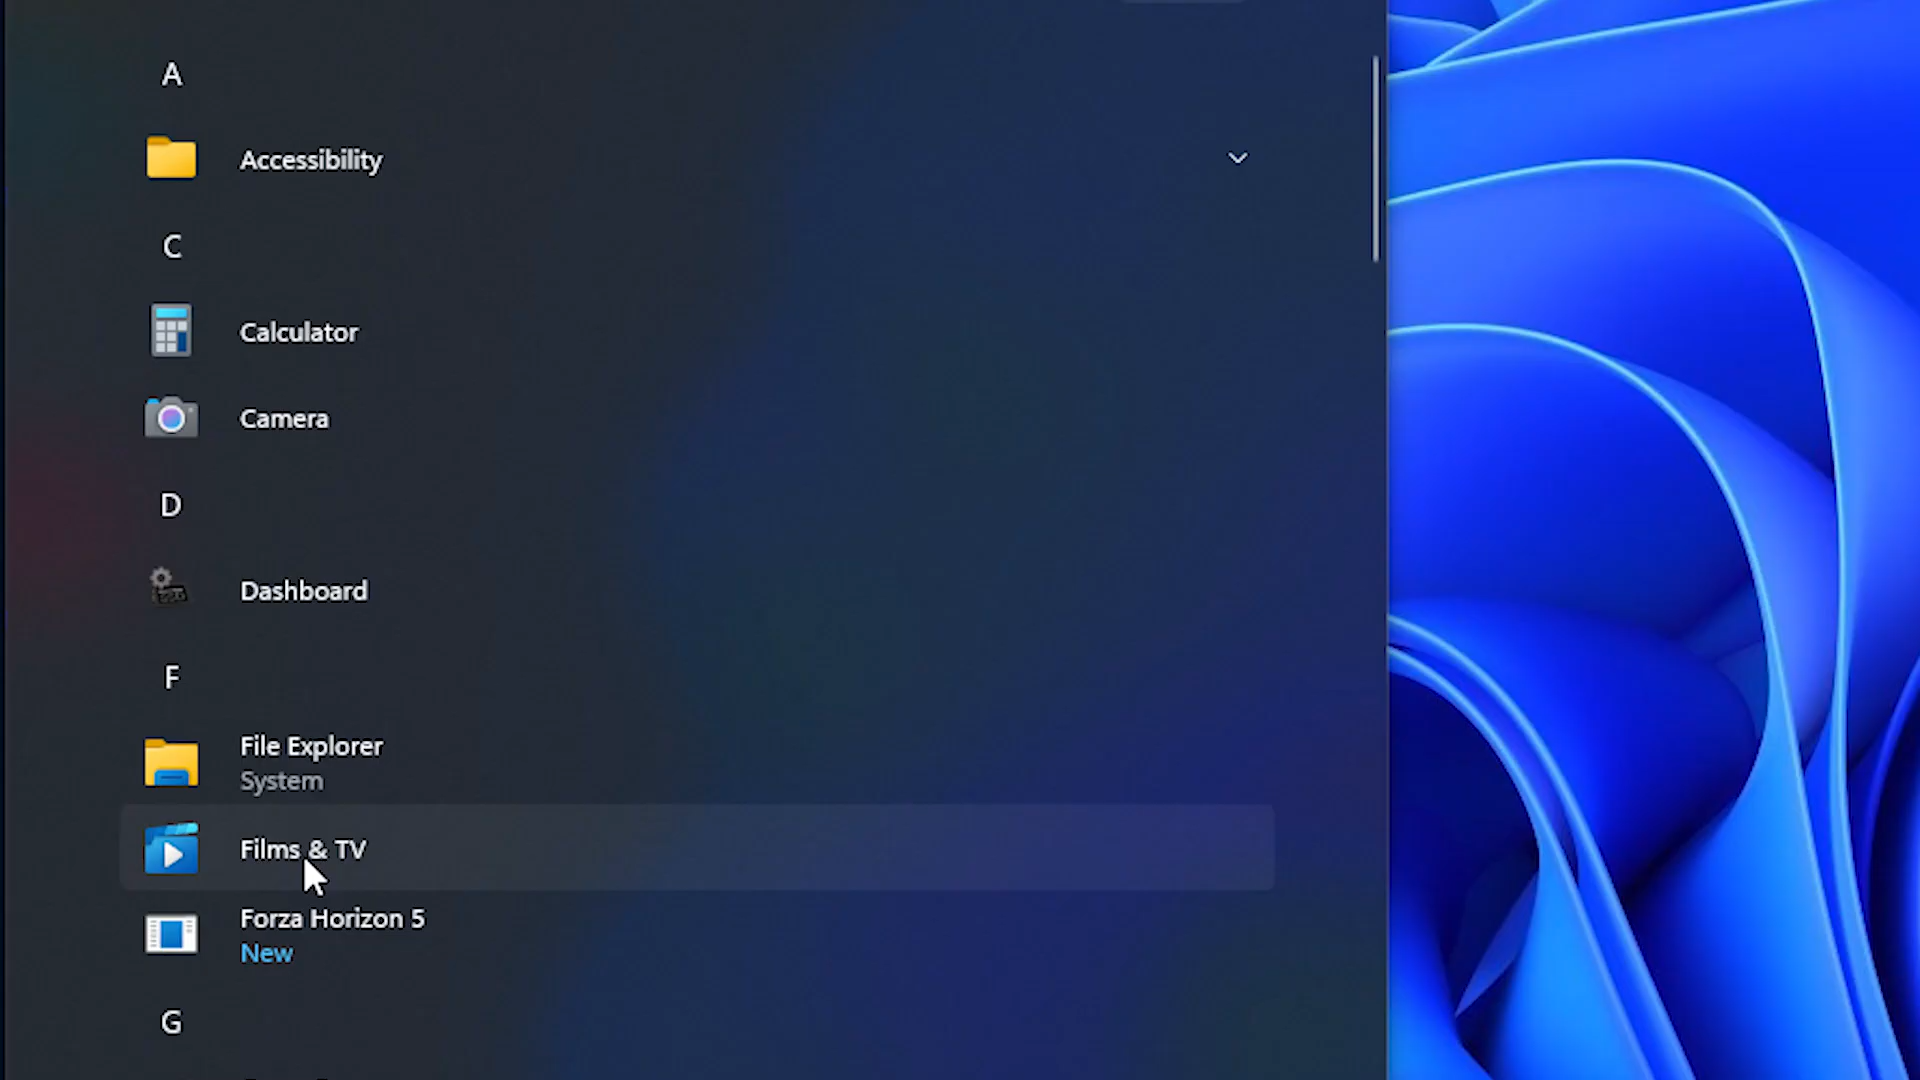 A
Accessibility
C
Calculator
Camera
D
Dashboard
F
File Explorer
System
Films & TV
Forza Horizon 5
New
G